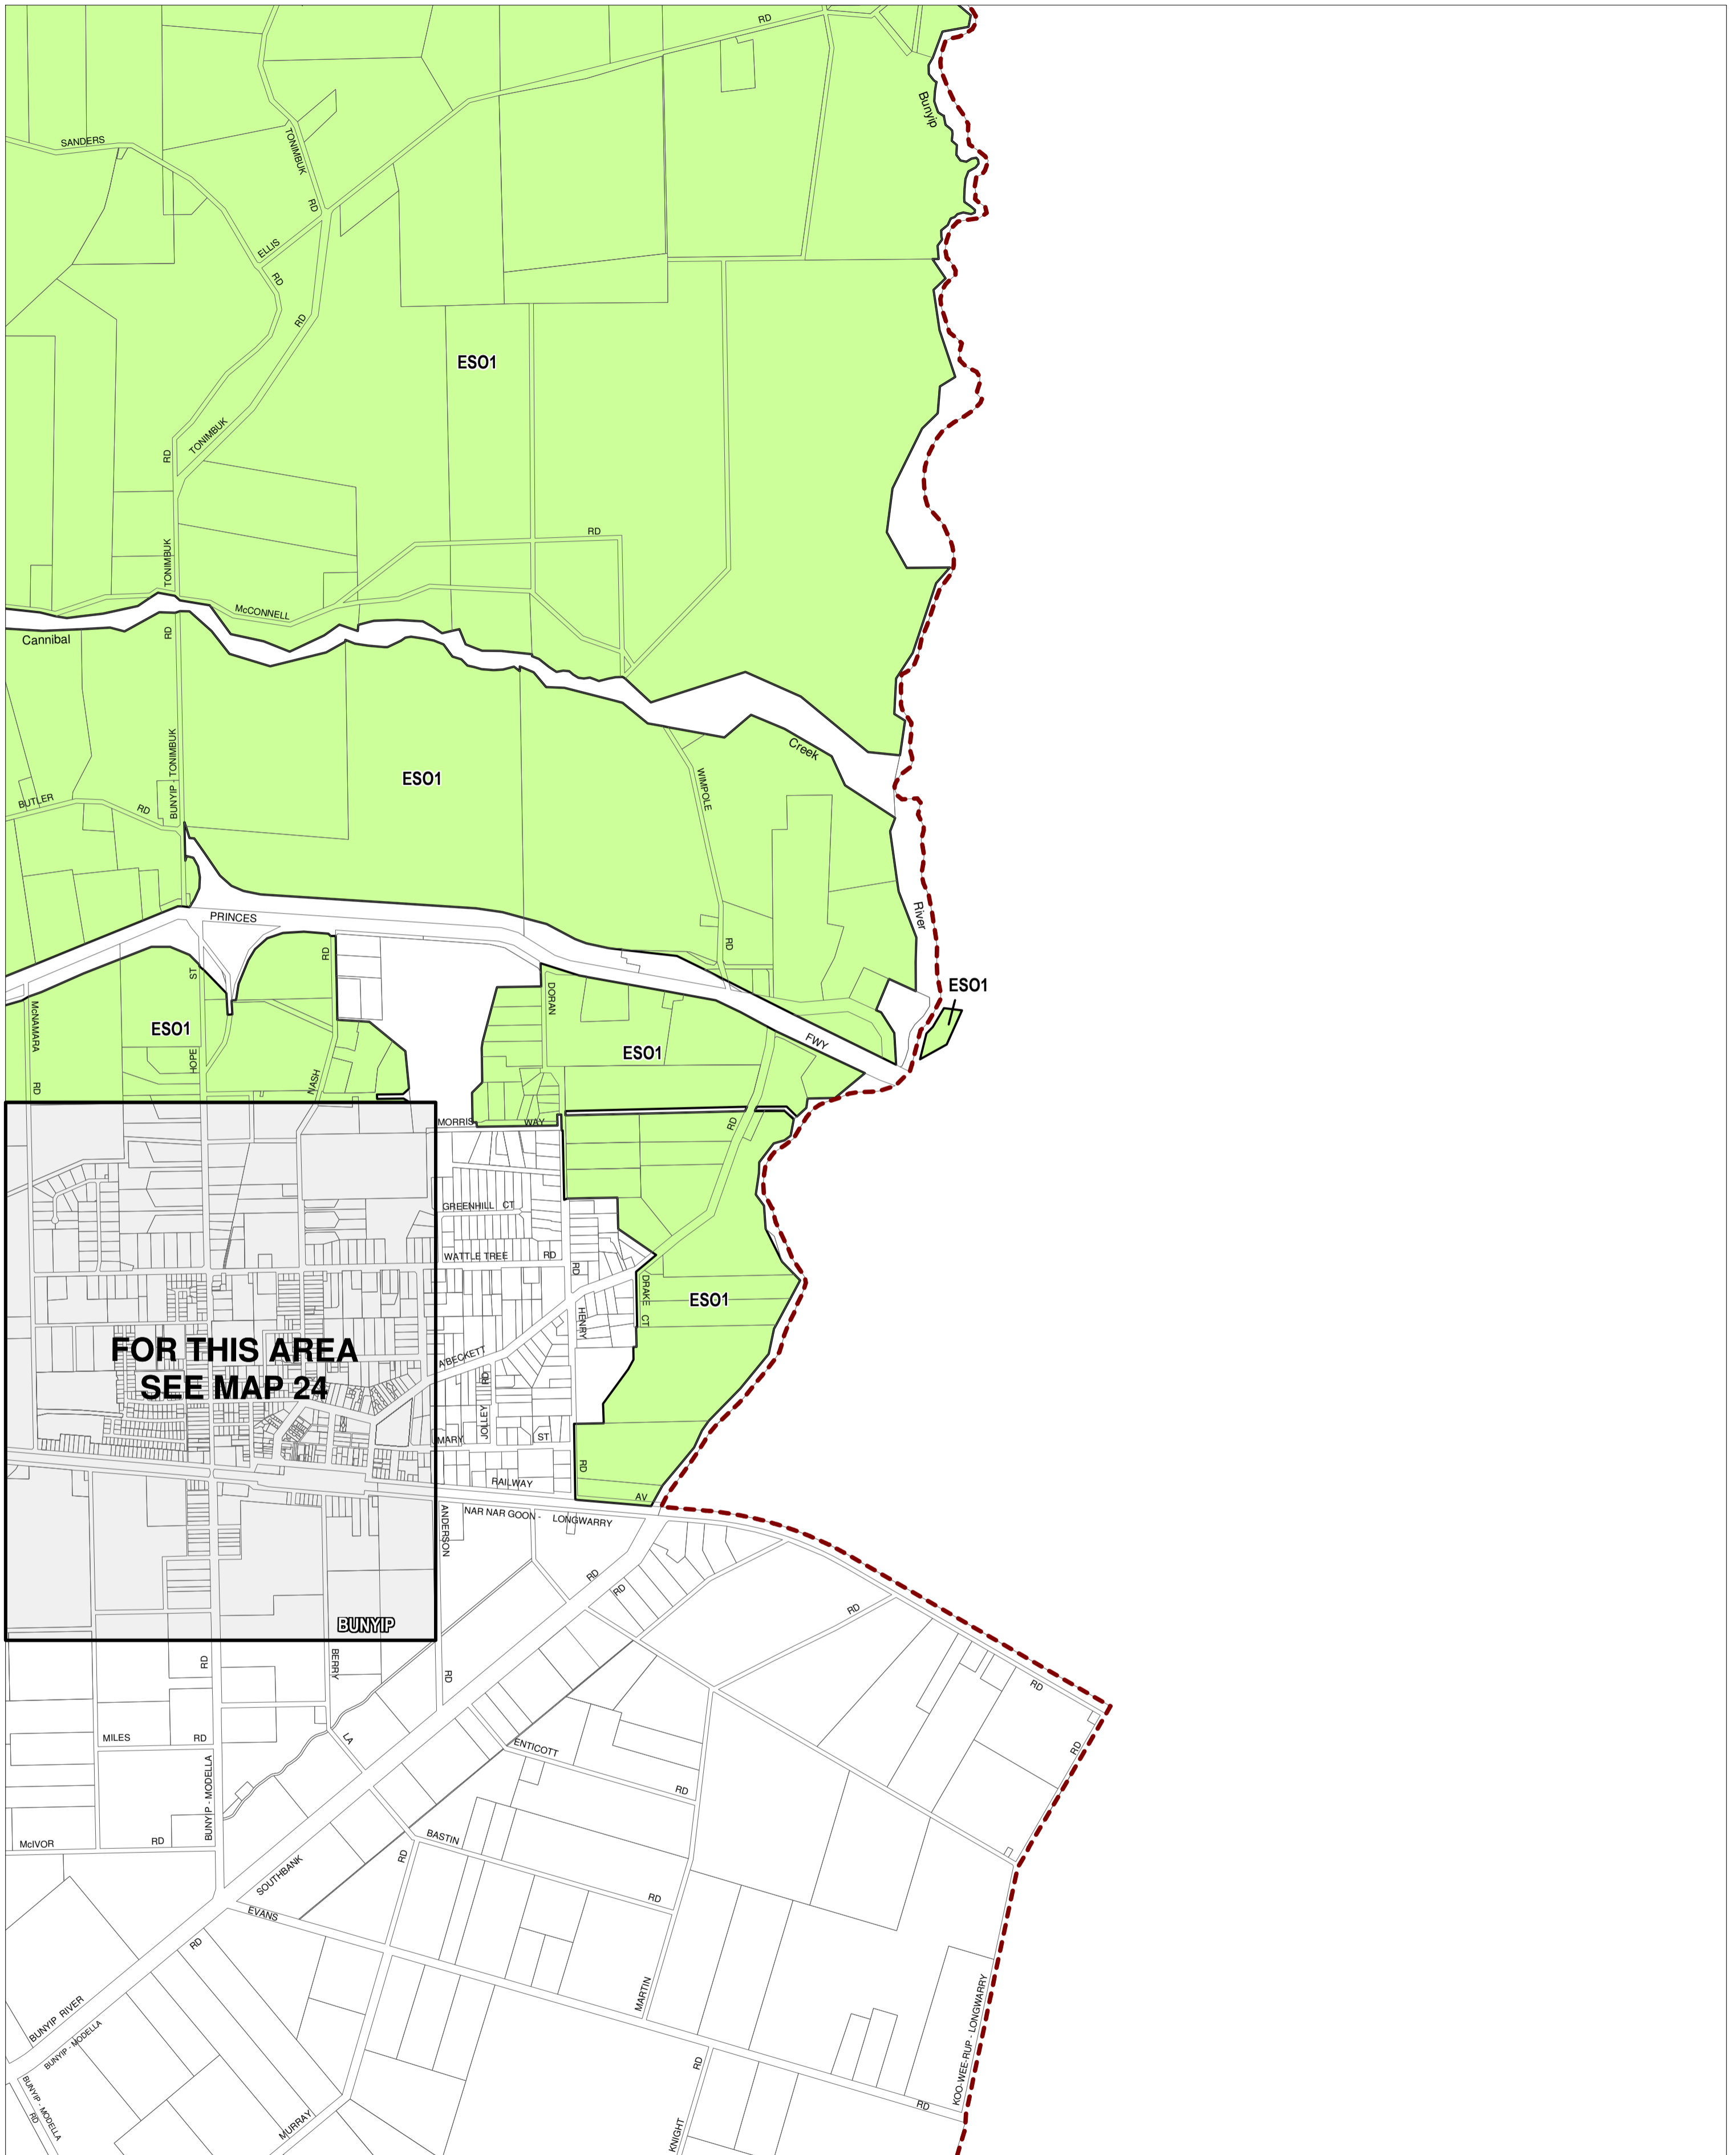 RD
Bunyip
SANDERS
TONIMBUK
RD
ELLIS
RD
RD
ESO1
TONIMBUK
RD
RD
TONIMBUK
McCONNELL
RD
Cannibal
BUNYIP - TONIMBUK
Creek
WIMPOLE
ESO1
BUTLER
RD
River
PRINCES
RD
RD
ST
ESO1
DORAN
McNAMARA
ESO1
ESO1
FWY
HOPE
NASH
RD
MORRIS WAY
RD
GREENHILL CT
WATTLE TREE RD
RD
DRAKE CT
ESO1
HENRY
FOR THIS AREA
SEE MAP 24
A'BECKETT
RD
JOLLEY
MARY ST
RD
RAILWAY
AV
NAR NAR GOON - LONGWARRY
ANDERSON
RD
RD
RD
BUNYIP
RD
BERRY
RD
RD
MILES RD
LA
ENTICOTT
RD
RD
BUNYIP - MODELLA
McIVOR RD
BASTIN
RD
RD
SOUTHBANK
EVANS
RD
MARTIN
KOO-WEE-RUP - LONGWARRY
BUNYIP RIVER
BUNYIP - MODELLA
RD
BUNYIP - MODELLA
RD
MURRAY
KNIGHT
RD